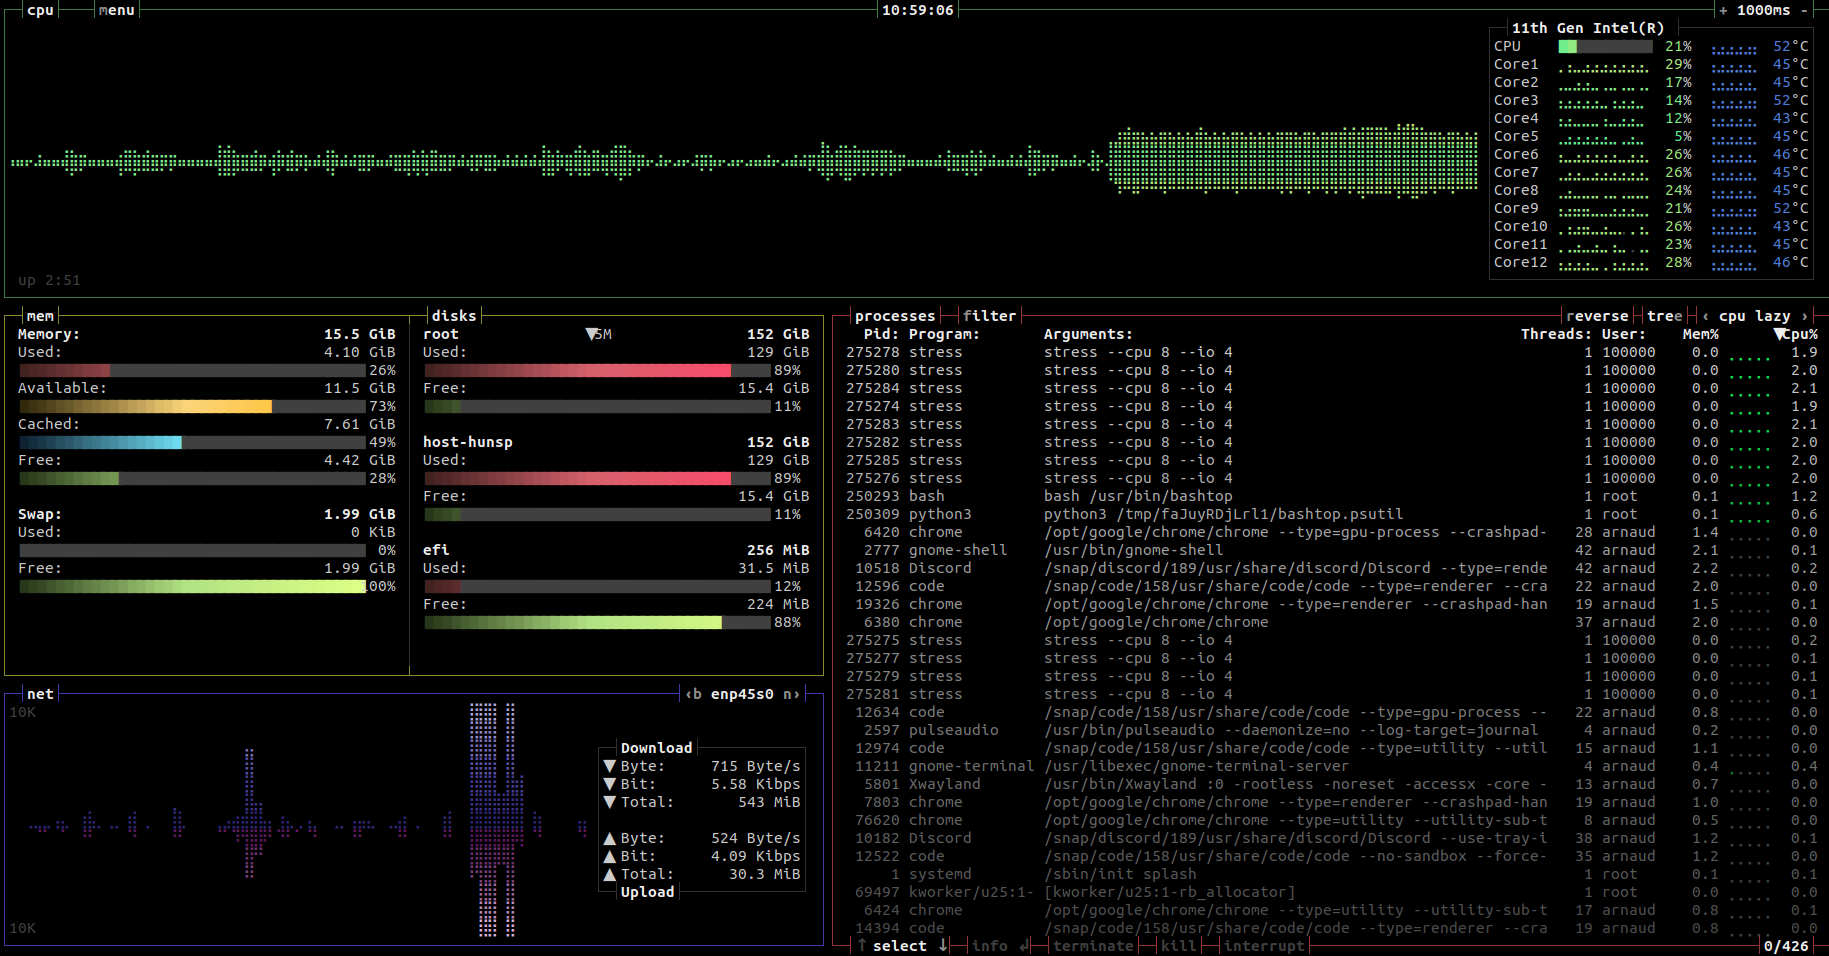 cpu menu 10:59:06 + 1000ms -
11th Gen Intel(R)
CPU 21% 52°C
Core1 29% 45°C
Core2 17% 45°C
Core3 14% 52°C
Core4 12% 43°C
Core5 5% 45°C
Core6 26% 46°C
Core7 26% 45°C
Core8 24% 45°C
Core9 21% 52°C
Core10 26% 43°C
Core11 23% 45°C
Core12 28% 46°C
up 2:51
mem
Memory: 15.5 GiB
Used: 4.10 GiB
26%
Available: 11.5 GiB
73%
Cached: 7.61 GiB
49%
Free: 4.42 GiB
28%
Swap: 1.99 GiB
Used: 0 KiB
0%
Free: 1.99 GiB
100%
disks
root ▼5M 152 GiB
Used: 129 GiB
89%
Free: 15.4 GiB
11%
host-hunsp 152 GiB
Used: 129 GiB
89%
Free: 15.4 GiB
11%
efi 256 MiB
Used: 31.5 MiB
12%
Free: 224 MiB
88%
net ‹b enp45s0 n›
10K
Download
▼ Byte: 715 Byte/s
▼ Bit: 5.58 Kibps
▼ Total: 543 MiB
▲ Byte: 524 Byte/s
▲ Bit: 4.09 Kibps
▲ Total: 30.3 MiB
Upload
10K
processes filter reverse tree ‹ cpu lazy ›
Pid: Program: Arguments: Threads: User: Mem% ▼Cpu%
275278 stress stress --cpu 8 --io 4 1 100000 0.0 1.9
275280 stress stress --cpu 8 --io 4 1 100000 0.0 2.0
275284 stress stress --cpu 8 --io 4 1 100000 0.0 2.1
275274 stress stress --cpu 8 --io 4 1 100000 0.0 1.9
275283 stress stress --cpu 8 --io 4 1 100000 0.0 2.1
275282 stress stress --cpu 8 --io 4 1 100000 0.0 2.0
275285 stress stress --cpu 8 --io 4 1 100000 0.0 2.0
275276 stress stress --cpu 8 --io 4 1 100000 0.0 2.0
250293 bash bash /usr/bin/bashtop 1 root 0.1 1.2
250309 python3 python3 /tmp/faJuyRDjLrl1/bashtop.psutil 1 root 0.1 0.6
6420 chrome /opt/google/chrome/chrome --type=gpu-process --crashpad- 28 arnaud 1.4 0.0
2777 gnome-shell /usr/bin/gnome-shell 42 arnaud 2.1 0.1
10518 Discord /snap/discord/189/usr/share/discord/Discord --type=rende 42 arnaud 2.2 0.2
12596 code /snap/code/158/usr/share/code/code --type=renderer --cra 22 arnaud 2.0 0.0
19326 chrome /opt/google/chrome/chrome --type=renderer --crashpad-han 19 arnaud 1.5 0.1
6380 chrome /opt/google/chrome/chrome 37 arnaud 2.0 0.0
275275 stress stress --cpu 8 --io 4 1 100000 0.0 0.2
275277 stress stress --cpu 8 --io 4 1 100000 0.0 0.1
275279 stress stress --cpu 8 --io 4 1 100000 0.0 0.1
275281 stress stress --cpu 8 --io 4 1 100000 0.0 0.1
12634 code /snap/code/158/usr/share/code/code --type=gpu-process -- 22 arnaud 0.8 0.0
2597 pulseaudio /usr/bin/pulseaudio --daemonize=no --log-target=journal 4 arnaud 0.2 0.0
12974 code /snap/code/158/usr/share/code/code --type=utility --util 15 arnaud 1.1 0.0
11211 gnome-terminal /usr/libexec/gnome-terminal-server 4 arnaud 0.4 0.4
5801 Xwayland /usr/bin/Xwayland :0 -rootless -noreset -accessx -core - 13 arnaud 0.7 0.0
7803 chrome /opt/google/chrome/chrome --type=renderer --crashpad-han 19 arnaud 1.0 0.0
76620 chrome /opt/google/chrome/chrome --type=utility --utility-sub-t 8 arnaud 0.5 0.0
10182 Discord /snap/discord/189/usr/share/discord/Discord --use-tray-i 38 arnaud 1.2 0.1
12522 code /snap/code/158/usr/share/code/code --no-sandbox --force- 35 arnaud 1.2 0.0
1 systemd /sbin/init splash 1 root 0.1 0.1
69497 kworker/u25:1- [kworker/u25:1-rb_allocator] 1 root 0.0 0.0
6424 chrome /opt/google/chrome/chrome --type=utility --utility-sub-t 17 arnaud 0.8 0.1
14394 code /snap/code/158/usr/share/code/code --type=renderer --cra 19 arnaud 0.8 0.0
↑ select ↓ info ↲ terminate kill interrupt 0/426